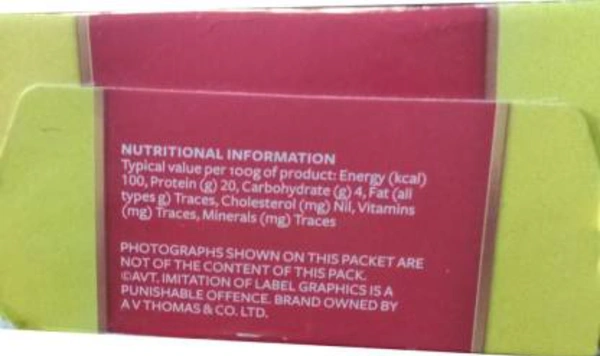 NUTRITIONAL INFORMATION
Typical value per 100g of product: Energy (kcal)
100, Protein (g) 20, Carbohydrate (g) 4, Fat (all
types g) Traces, Cholesterol (mg) Nil, Vitamins
(mg) Traces, Minerals (mg) Traces
PHOTOGRAPHS SHOWN ON THIS PACKET ARE
NOT OF THE CONTENT OF THIS PACK.
©AVT. IMITATION OF LABEL GRAPHICS IS A
PUNISHABLE OFFENCE. BRAND OWNED BY
A V THOMAS & CO. LTD.